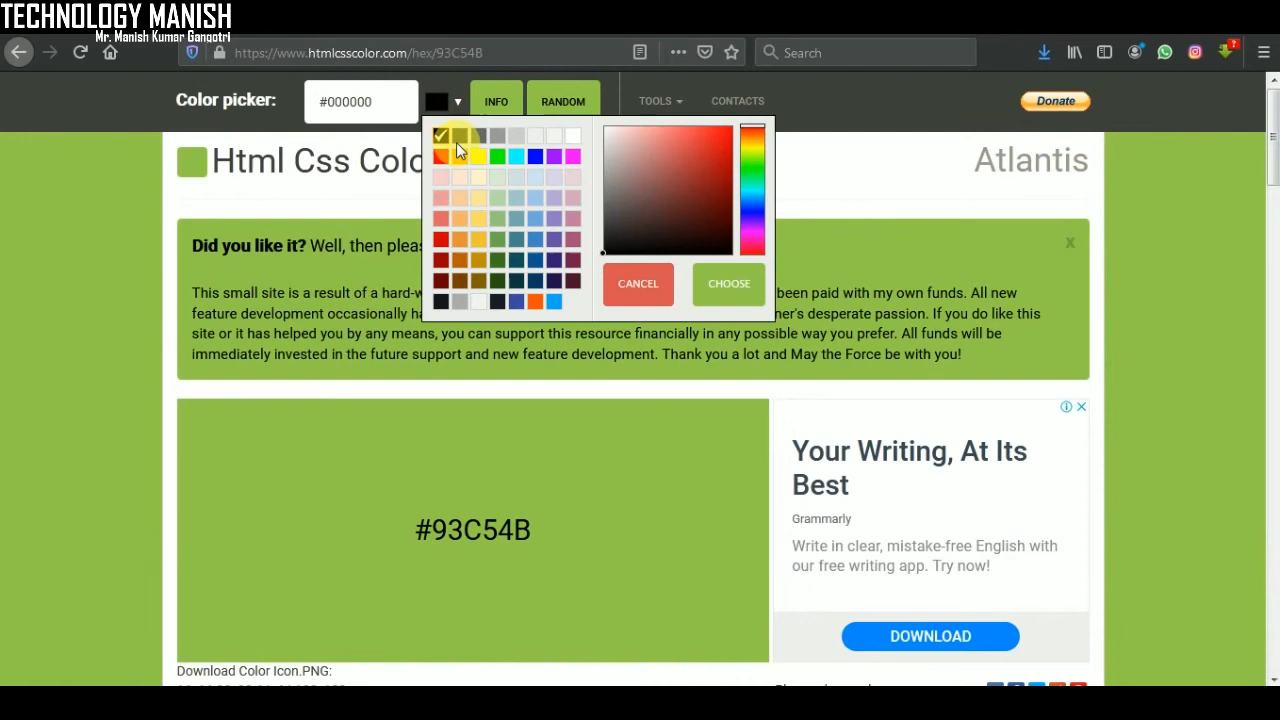 TECHNOLOGY MANISH
Mr. Manish Kumar Gangotri
https://www.htmlcsscolor.com/hex/93C54B
Search
?
Color picker:
#000000
INFO
RANDOM
TOOLS
CONTACTS
Donate
Html Css Colo
Atlantis
CANCEL
CHOOSE
Did you like it? Well, then pleas
x
This small site is a result of a hard-w
been paid with my own funds. All new
feature development occasionally ha
ner's desperate passion. If you do like this
site or it has helped you by any means, you can support this resource financially in any possible way you prefer. All funds will be
immediately invested in the future support and new feature development. Thank you a lot and May the Force be with you!
#93C54B
Your Writing, At Its
Best
Grammarly
Write in clear, mistake-free English with
our free writing app. Try now!
DOWNLOAD
Download Color Icon.PNG: